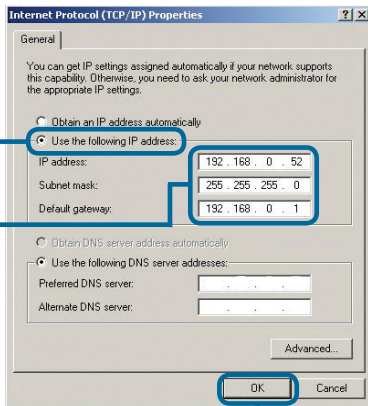 Internet Protocol (TCP/IP) Properties
General
You can get IP settings assigned automatically if your network supports
this capability. Otherwise, you need to ask your network administrator for
the appropriate IP settings.
Obtain an IP address automatically
Use the following IP address:
IP address: 192 . 168 . 0 . 52
Subnet mask: 255 . 255 . 255 . 0
Default gateway: 192 . 168 . 0 . 1
Obtain DNS server address automatically
Use the following DNS server addresses:
Preferred DNS server: . . .
Alternate DNS server: . . .
Advanced...
OK Cancel